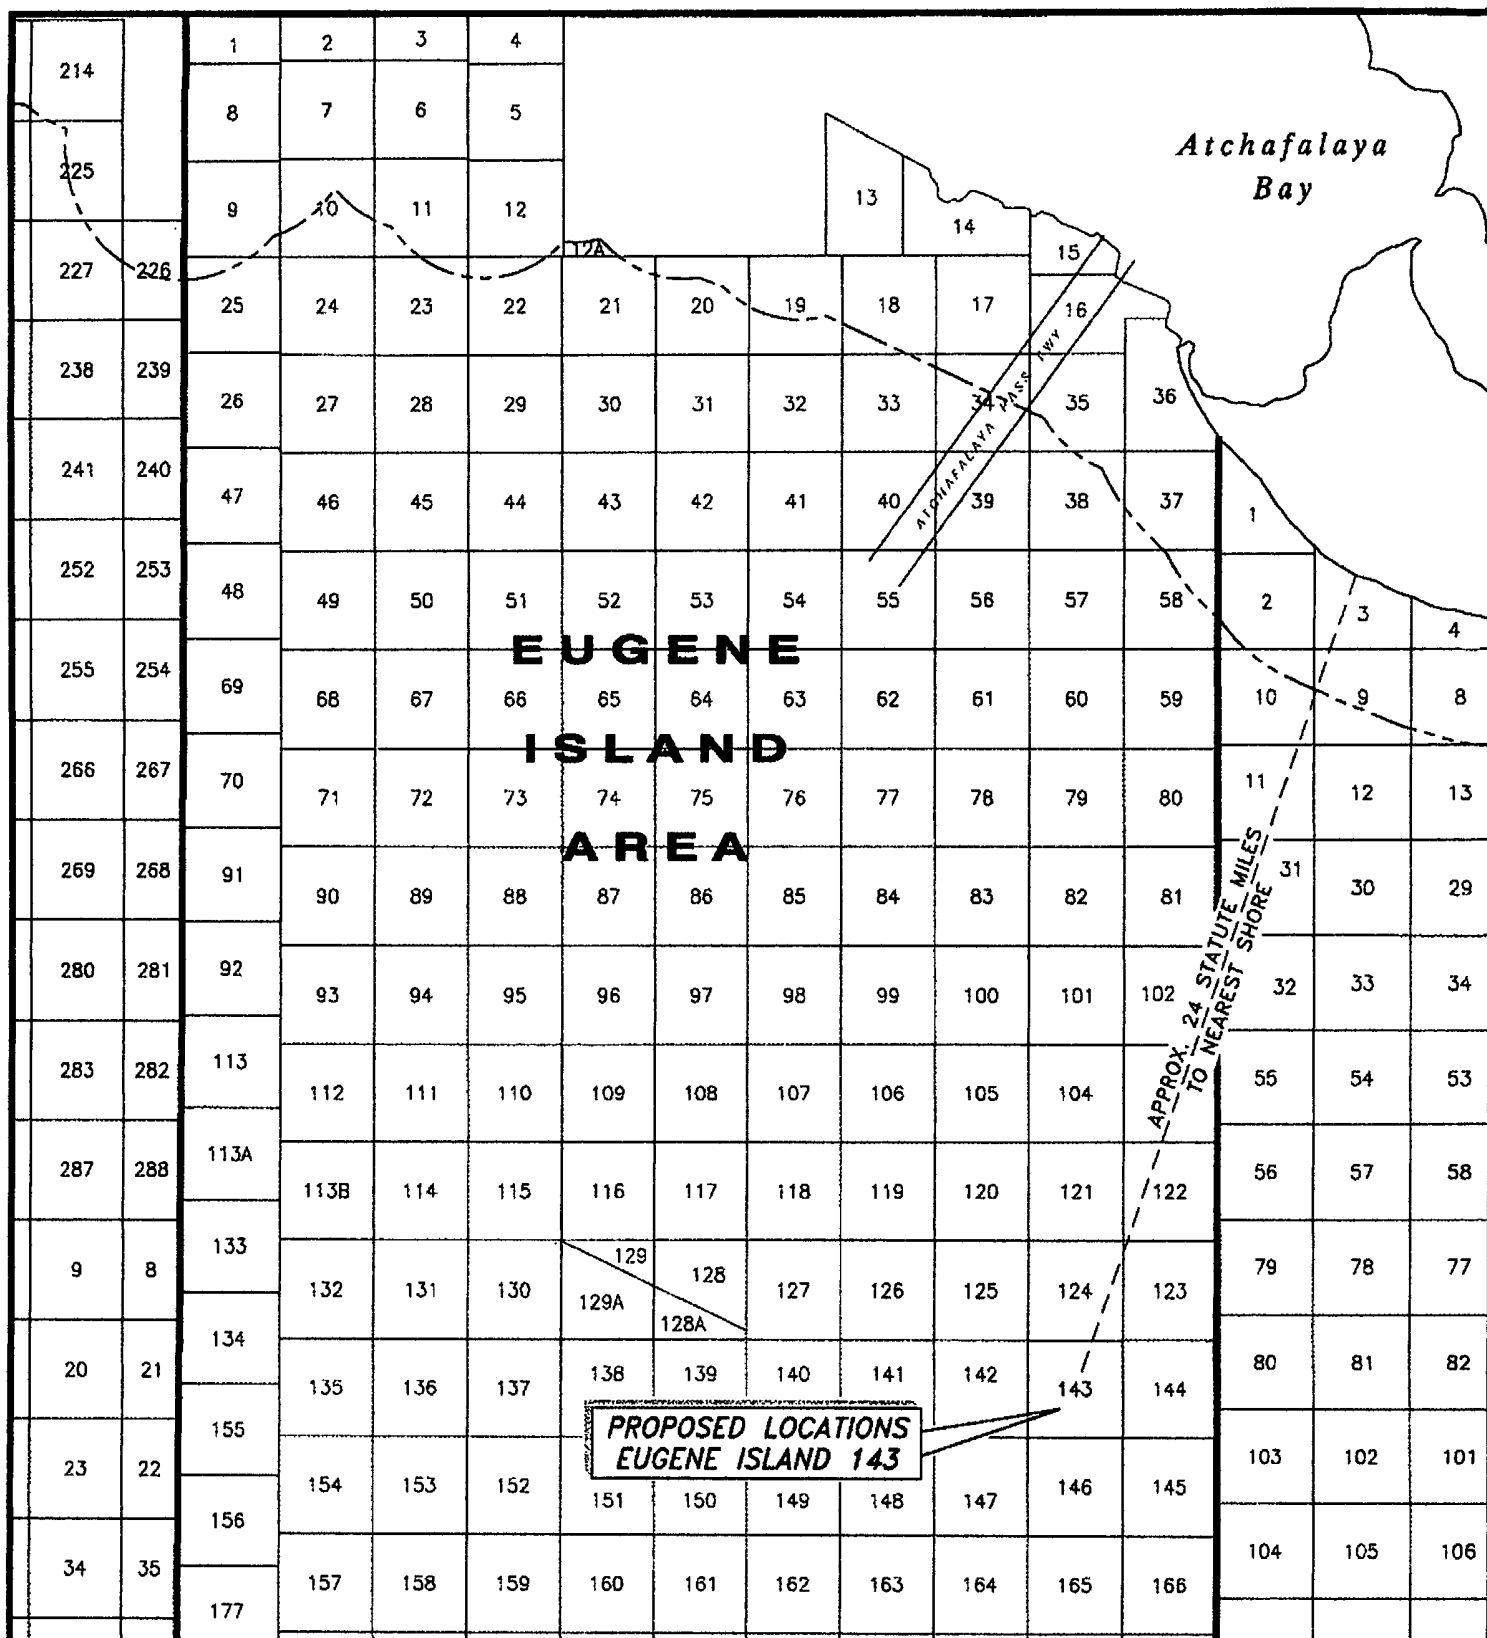 1 2 3 4
214
8 7 6 5
Atchafalaya
Bay
225
9 10 11 12 13
14
12A 15
227 226
25 24 23 22 21 20 19 18 17 16
ATCHAFALAYA PASS FWY
238 239
26 27 28 29 30 31 32 33 34 35 36
241 240
47 46 45 44 43 42 41 40 39 38 37 1
252 253
48 49 50 51 52 53 54 55 56 57 58 2 3 4
EUGENE
255 254
69 68 67 66 65 64 63 62 61 60 59 10 9 8
ISLAND
266 267
70 71 72 73 74 75 76 77 78 79 80 11 12 13
AREA
269 268
91 90 89 88 87 86 85 84 83 82 81 31 30 29
APPROX. 24 STATUTE MILES
TO NEAREST SHORE
280 281
92 93 94 95 96 97 98 99 100 101 102 32 33 34
283 282
113 112 111 110 109 108 107 106 105 104 55 54 53
287 288
113A 113B 114 115 116 117 118 119 120 121 122 56 57 58
129
9 8
133 132 131 130 129A 128 127 126 125 124 123 79 78 77
128A
20 21
134 135 136 137 138 139 140 141 142 143 144 80 81 82
PROPOSED LOCATIONS
EUGENE ISLAND 143
155
23 22
154 153 152 151 150 149 148 147 146 145 103 102 101
156
34 35
157 158 159 160 161 162 163 164 165 166 104 105 106
177